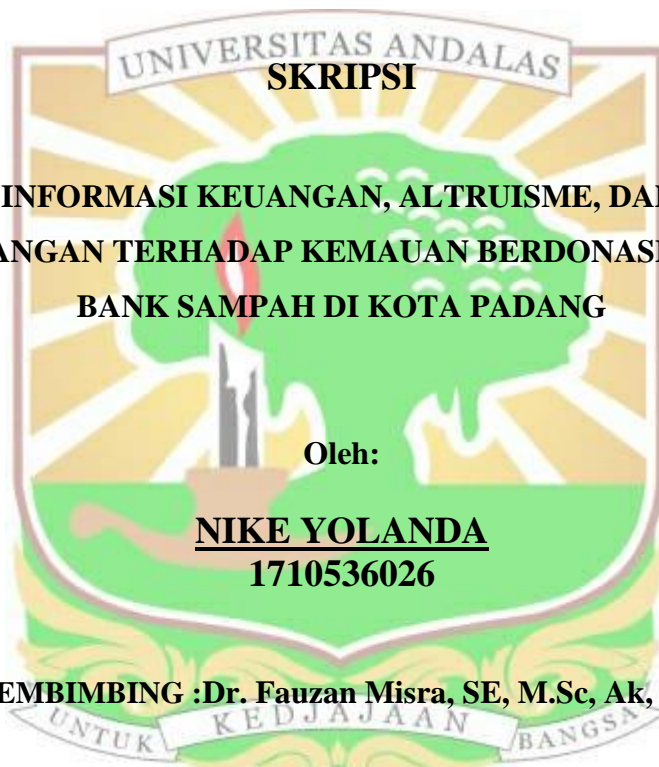 UNIVERSITAS ANDALAS
SKRIPSI
INFORMASI KEUANGAN, ALTRUISME, DA
ANGAN TERHADAP KEMAUAN BERDONASI
BANK SAMPAH DI KOTA PADANG
Oleh:
NIKE YOLANDA
1710536026
EMBIMBING :Dr. Fauzan Misra, SE, M.Sc, Ak,
UNTUK KEDJAJAAN BANGSA